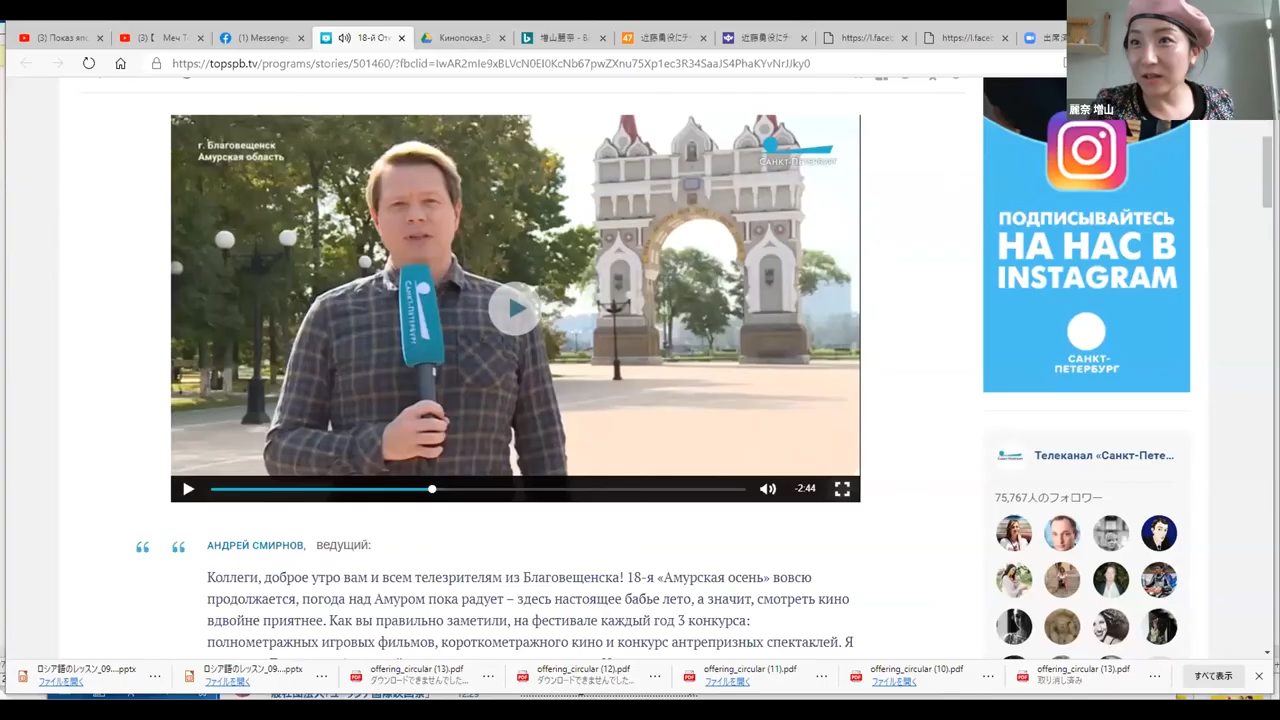 (3) Показ япо
(3)【 Меч Т
(1) Messenge
18-й От
Кинопоказ_В
増山麗奈 - Bi
近藤勇役にチ
近藤勇役にチ
https://l.facel
https://l.facel
出席
https://topspb.tv/programs/stories/501460/?fbclid=IwAR2mIe9xBLVcN0EI0KcNb67pwZXnu75Xp1ec3R34SaaJS4PhaKYvNrJJky0
麗奈 増山
г. Благовещенск
Амурская область
САНКТ-ПЕТЕРБУРГ
САНКТ-ПЕТЕРБУРГ
-2:44
ПОДПИСЫВАЙТЕСЬ
НА НАС В
INSTAGRAM
САНКТ-
ПЕТЕРБУРГ
Телеканал «Санкт-Пете...
75,767人のフォロワー
АНДРЕЙ СМИРНОВ, ВЕДУЩИЙ:
Коллеги, доброе утро вам и всем телезрителям из Благовещенска! 18-я «Амурская осень» вовсю
продолжается, погода над Амуром пока радует – здесь настоящее бабье лето, а значит, смотреть кино
вдвойне приятнее. Как вы правильно заметили, на фестивале каждый год 3 конкурса:
полнометражных игровых фильмов, короткометражного кино и конкурс антрепризных спектаклей. Я
ロシア語のレッスン_09....pptx
ファイルを開く
ロシア語のレッスン_09....pptx
ファイルを開く
offering_circular (13).pdf
ダウンロードできませんでした...
offering_circular (12).pdf
ダウンロードできませんでした...
offering_circular (11).pdf
ファイルを開く
offering_circular (10).pdf
ファイルを開く
offering_circular (13).pdf
取り消し済み
すべて表示